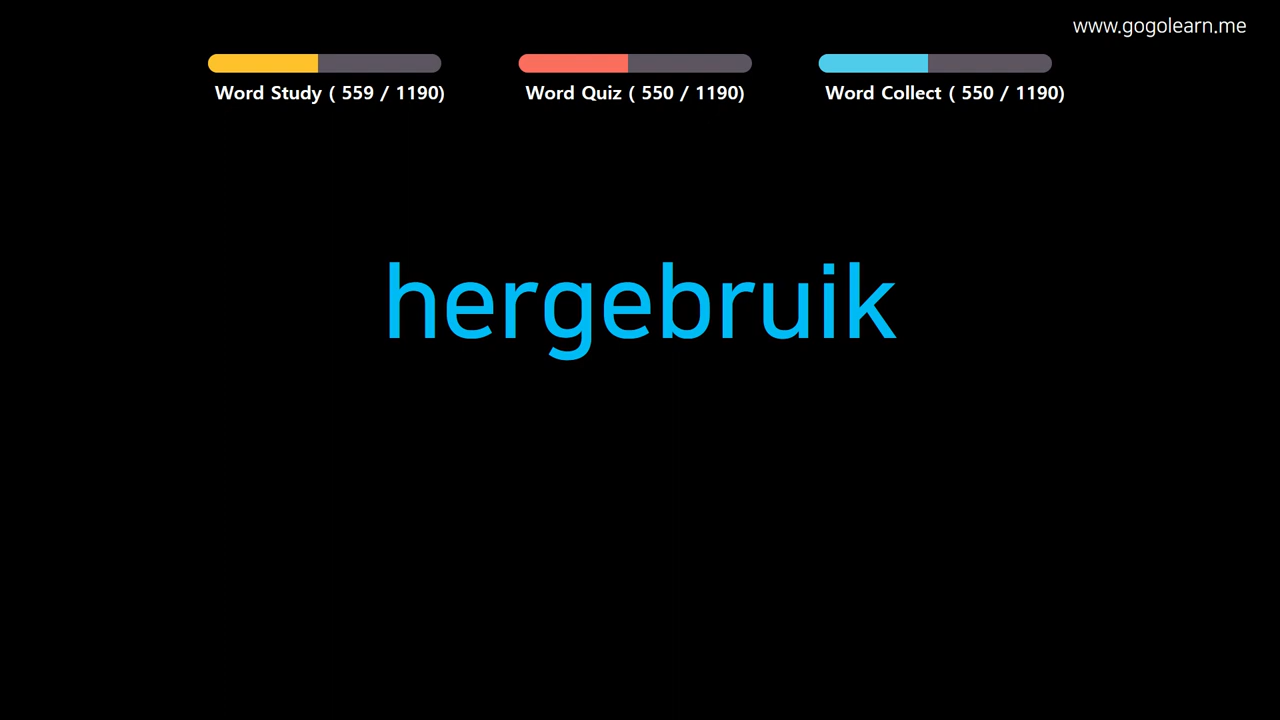 www.gogolearn.me
Word Study ( 559 / 1190)
Word Quiz ( 550 / 1190)
Word Collect ( 550 / 1190)
hergebruik